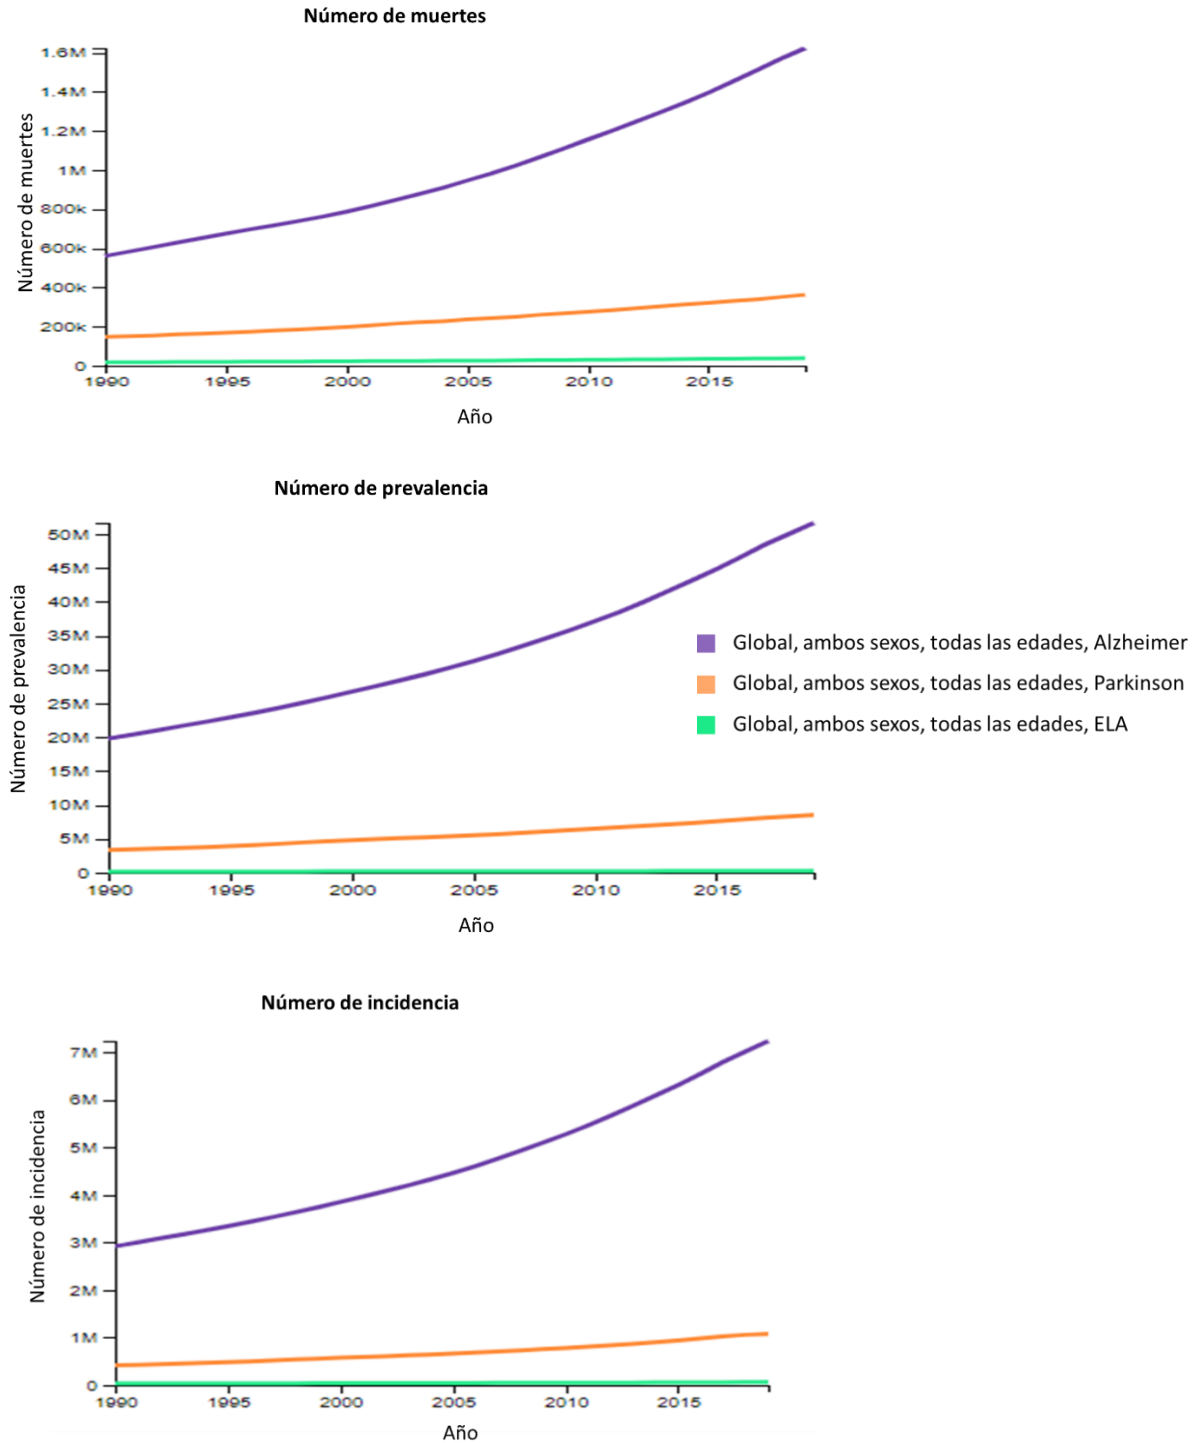 Número de muertes
1.6M
1.4M
1.2M
1M
800k
600k
400k
200k
0
Número de muertes
1990 1995 2000 2005 2010 2015
Año
Número de prevalencia
50M
45M
40M
35M
30M
25M
20M
15M
10M
5M
0
Número de prevalencia
1990 1995 2000 2005 2010 2015
Año
Global, ambos sexos, todas las edades, Alzheimer
Global, ambos sexos, todas las edades, Parkinson
Global, ambos sexos, todas las edades, ELA
Número de incidencia
7M
6M
5M
4M
3M
2M
1M
0
Número de incidencia
1990 1995 2000 2005 2010 2015
Año